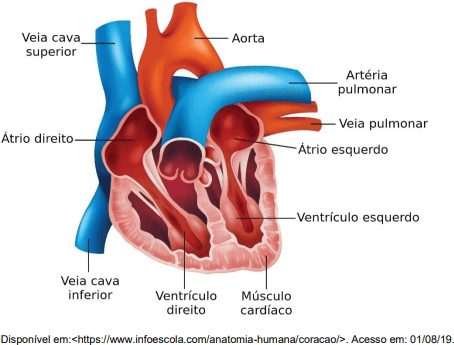 Veia cava
superior
Aorta
Artéria
pulmonar
Veia pulmonar
Átrio direito
Átrio esquerdo
Ventrículo esquerdo
Veia cava
inferior
Ventrículo
direito
Músculo
cardíaco
Disponível em:<https://www.infoescola.com/anatomia-humana/coracao/>. Acesso em: 01/08/19.